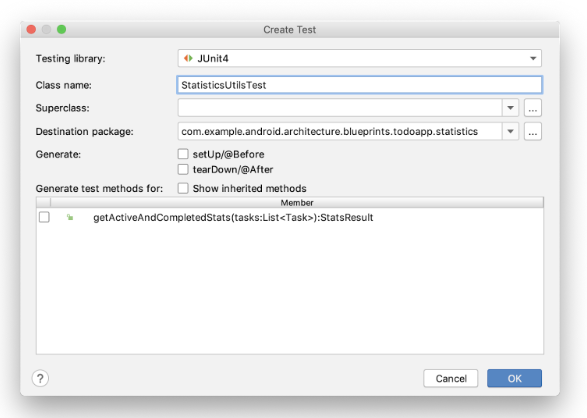 Create Test
Testing library: JUnit4
Class name: StatisticsUtilsTest
Superclass: ...
Destination package: com.example.android.architecture.blueprints.todoapp.statistics ...
Generate: setUp/@Before
tearDown/@After
Generate test methods for: Show inherited methods
Member
getActiveAndCompletedStats(tasks:List<Task>):StatsResult
? Cancel OK